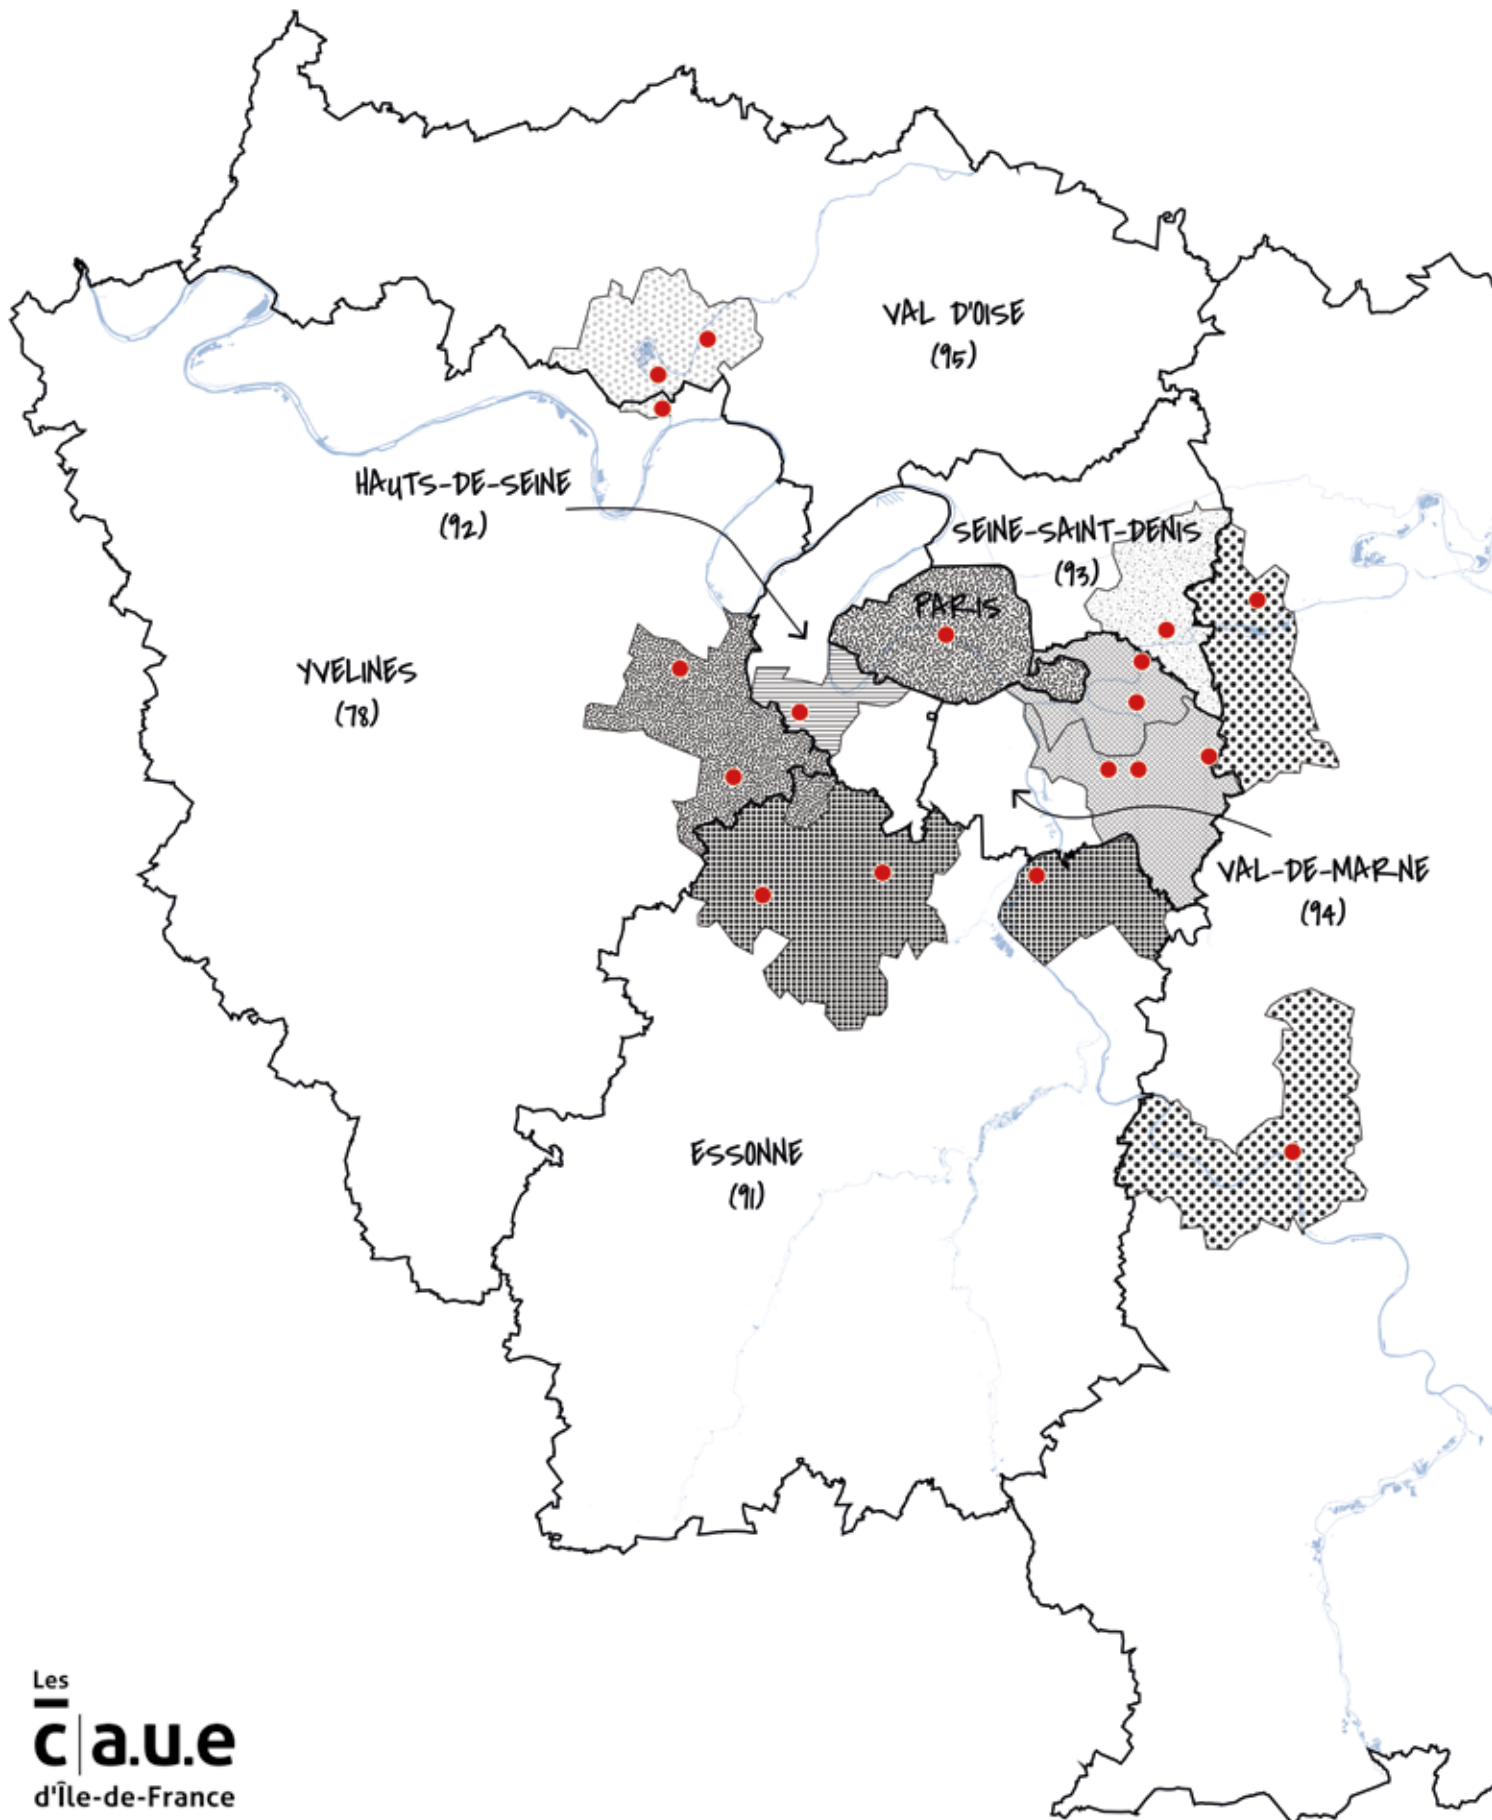 VAL D'OISE
(95)
HAUTS-DE-SEINE
(92)
SEINE-SAINT-DENIS
(93)
PARIS
YVELINES
(78)
VAL-DE-MARNE
(94)
ESSONNE
(91)
Les
c|a.u.e
d'Île-de-France